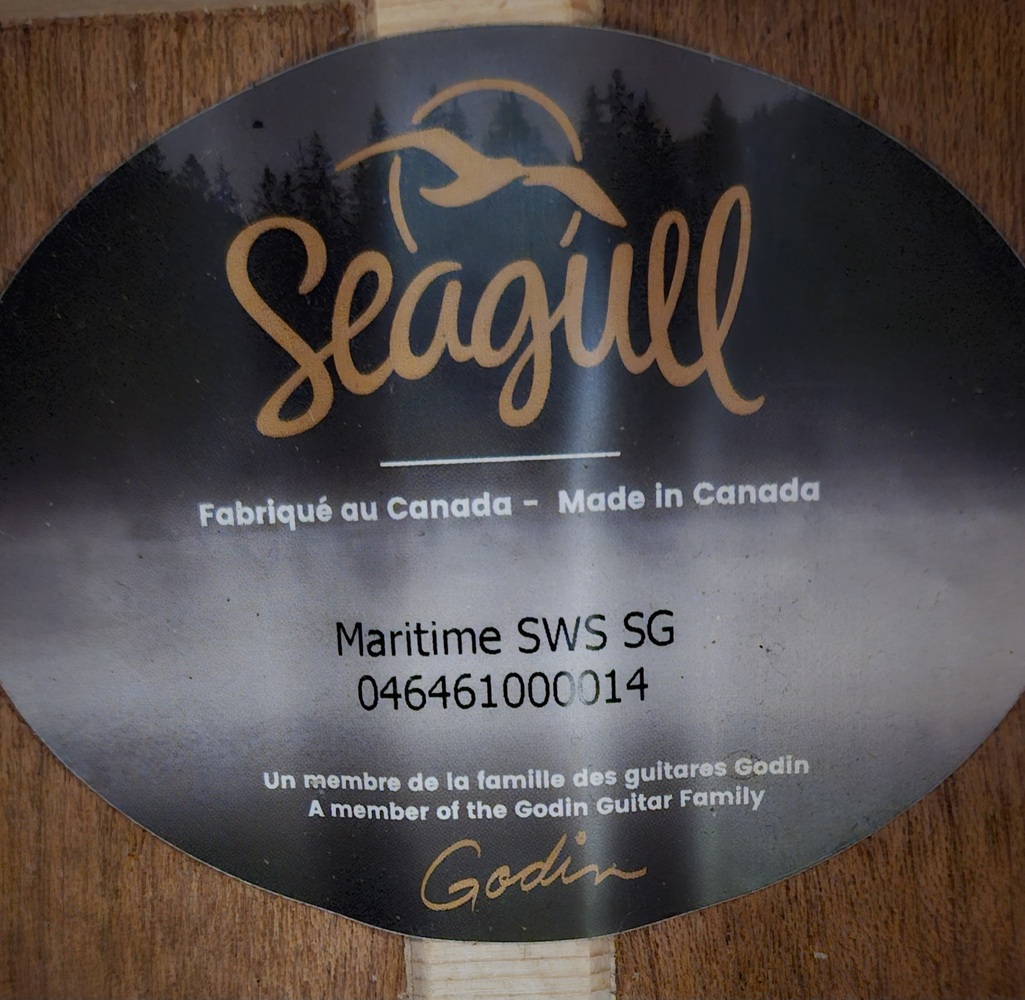 Seagull
Fabriqué au Canada - Made in Canada
Maritime SWS SG
046461000014
Un membre de la famille des guitares Godin
A member of the Godin Guitar Family
Godin